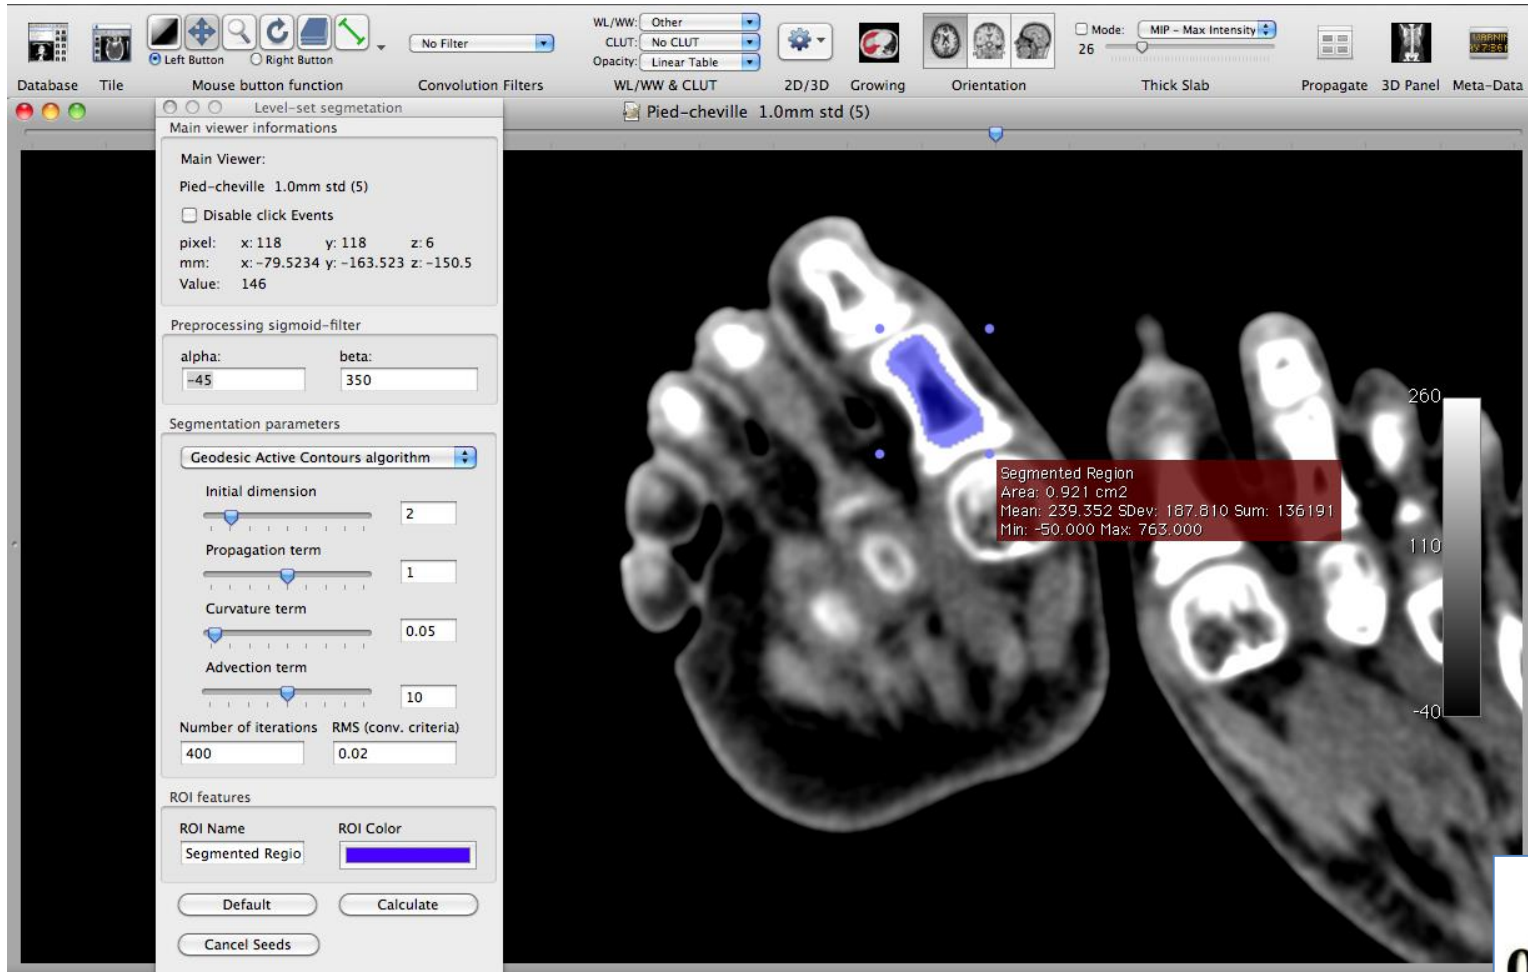 WL/WW: Other
CLUT: No CLUT
Opacity: Linear Table
No Filter
Left Button Right Button
Mode: MIP - Max Intensity
26
Database Tile Mouse button function Convolution Filters WL/WW & CLUT 2D/3D Growing Orientation Thick Slab Propagate 3D Panel Meta-Data
Level-set segmetation
Pied-cheville 1.0mm std (5)
Main viewer informations
Main Viewer:
Pied-cheville 1.0mm std (5)
Disable click Events
pixel: x: 118 y: 118 z: 6
mm: x: -79.5234 y: -163.523 z: -150.5
Value: 146
Preprocessing sigmoid-filter
alpha: beta:
-45 350
Segmentation parameters
Geodesic Active Contours algorithm
Initial dimension
2
Propagation term
1
Curvature term
0.05
Advection term
10
Number of iterations RMS (conv. criteria)
400 0.02
ROI features
ROI Name ROI Color
Segmented Regio
Default Calculate
Cancel Seeds
Segmented Region
Area: 0.921 cm2
Mean: 239.352 SDev: 187.810 Sum: 136191
Min: -50.000 Max: 763.000
260
110
-40